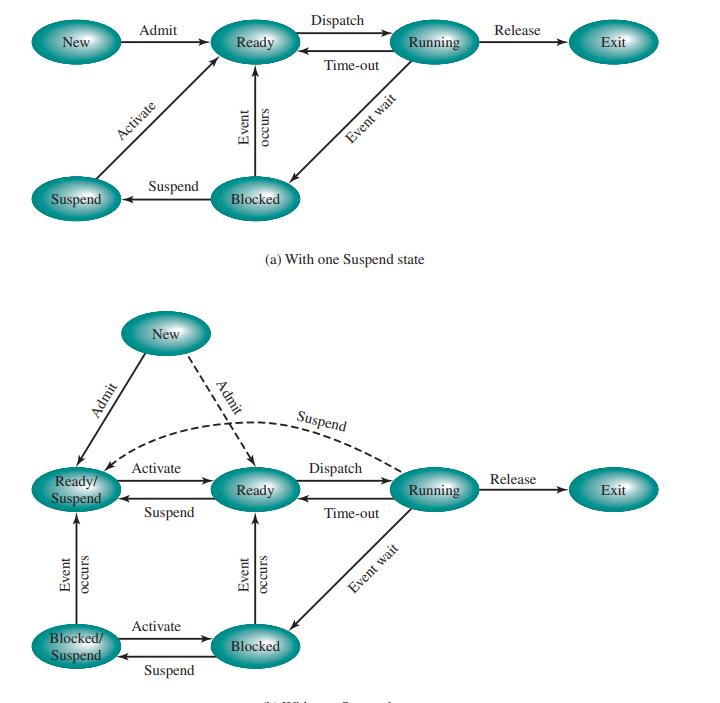 Dispatch
New
Admit
Ready
Running
Release
Exit
Time-out
Activate
Event
occurs
Event wait
Suspend
Suspend
Blocked
(a) With one Suspend state
New
Admit
Admit
Suspend
Ready/
Suspend
Activate
Suspend
Ready
Dispatch
Time-out
Running
Release
Exit
Event
occurs
Event
occurs
Event wait
Blocked/
Suspend
Activate
Suspend
Blocked